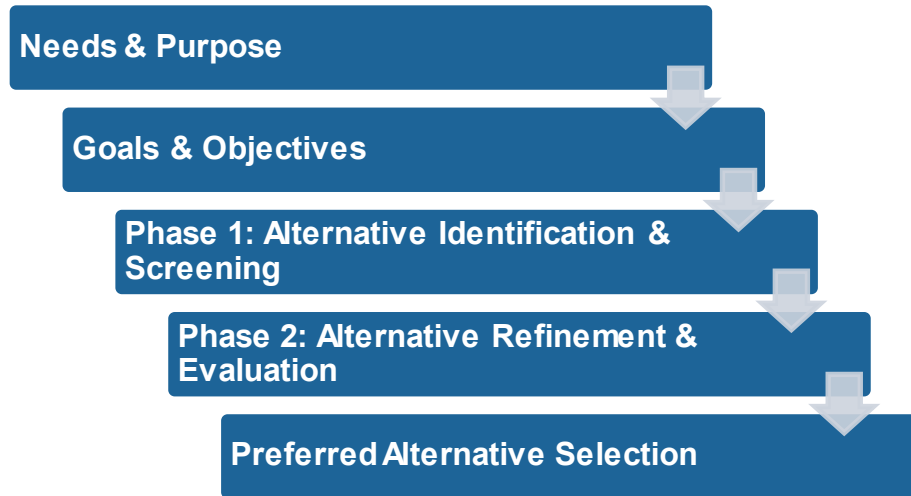 Needs & Purpose
Goals & Objectives
Phase 1: Alternative Identification &
Screening
Phase 2: Alternative Refinement &
Evaluation
Preferred Alternative Selection